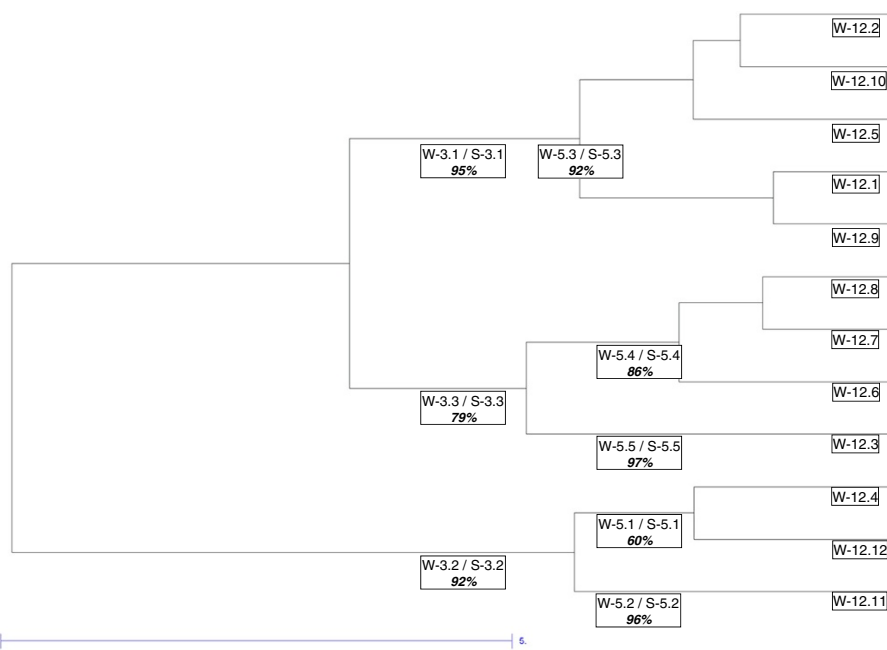 W-12.2
W-12.10
W-12.5
W-3.1 / S-3.1
95%
W-5.3 / S-5.3
92%
W-12.1
W-12.9
W-12.8
W-12.7
W-5.4 / S-5.4
86%
W-12.6
W-3.3 / S-3.3
79%
W-5.5 / S-5.5
97%
W-12.3
W-12.4
W-5.1 / S-5.1
60%
W-12.12
W-3.2 / S-3.2
92%
W-5.2 / S-5.2
96%
W-12.11
5.